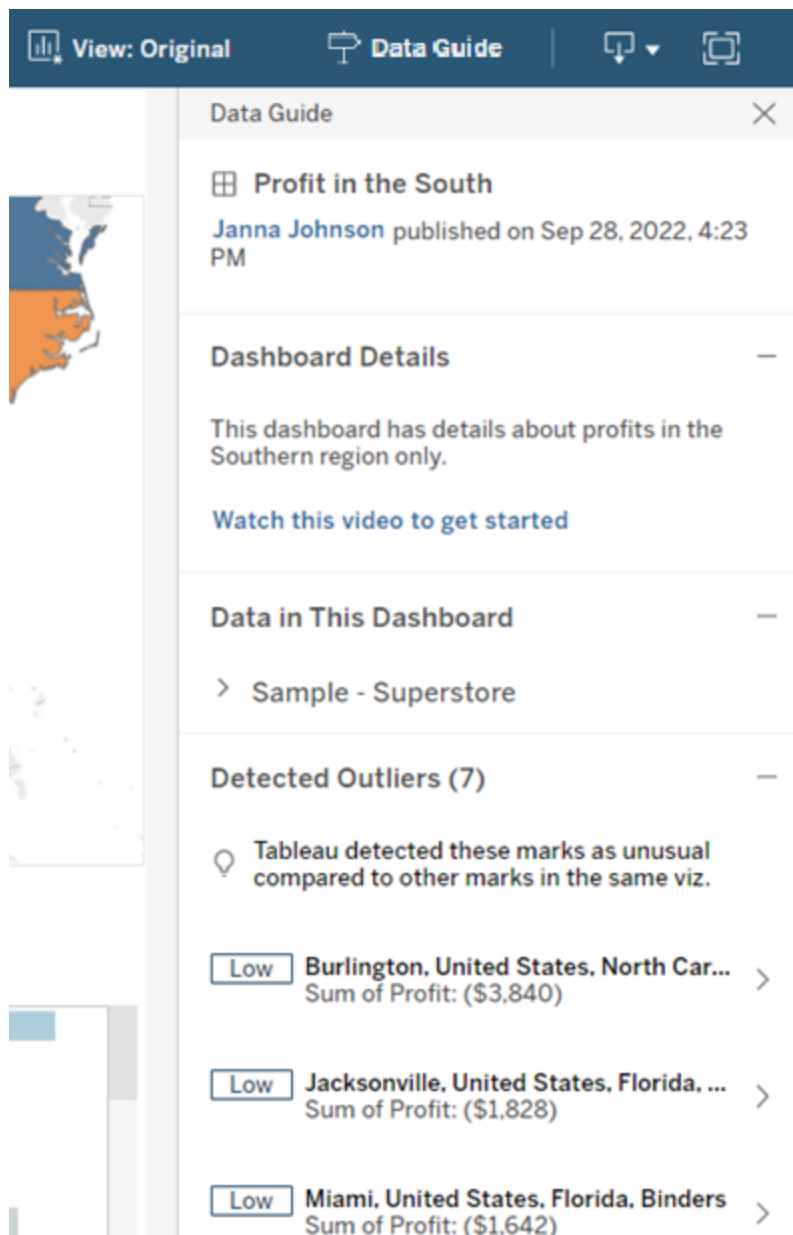 View: Original
Data Guide
Data Guide
Profit in the South
Janna Johnson published on Sep 28, 2022, 4:23
PM
Dashboard Details
This dashboard has details about profits in the
Southern region only.
Watch this video to get started
Data in This Dashboard
Sample - Superstore
Detected Outliers (7)
Tableau detected these marks as unusual
compared to other marks in the same viz.
Low
Burlington, United States, North Car...
Sum of Profit: ($3,840)
Low
Jacksonville, United States, Florida, ...
Sum of Profit: ($1,828)
Low
Miami, United States, Florida, Binders
Sum of Profit: ($1,642)